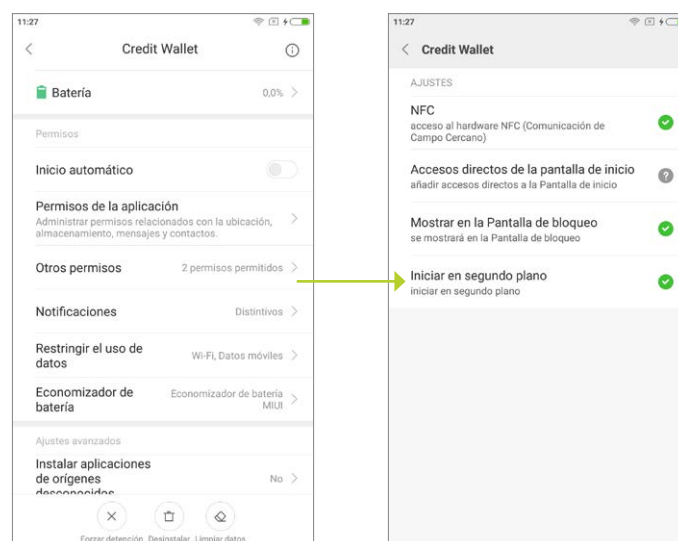 11:27
Credit Wallet
Batería
0,0%
Permisos
Inicio automático
Permisos de la aplicación
Administrar permisos relacionados con la ubicación,
almacenamiento, mensajes y contactos.
Otros permisos
2 permisos permitidos
Notificaciones
Distintivos
Restringir el uso de
datos
Wi-Fi, Datos móviles
Economizador de
batería
Economizador de batería
MIUI
Ajustes avanzados
Instalar aplicaciones
de orígenes
desconocidos
No
Forzar detención
Desinstalar
Limpiar datos
11:27
Credit Wallet
AJUSTES
NFC
acceso al hardware NFC (Comunicación de
Campo Cercano)
Accesos directos de la pantalla de inicio
añadir accesos directos a la Pantalla de inicio
Mostrar en la Pantalla de bloqueo
se mostrará en la Pantalla de bloqueo
Iniciar en segundo plano
iniciar en segundo plano